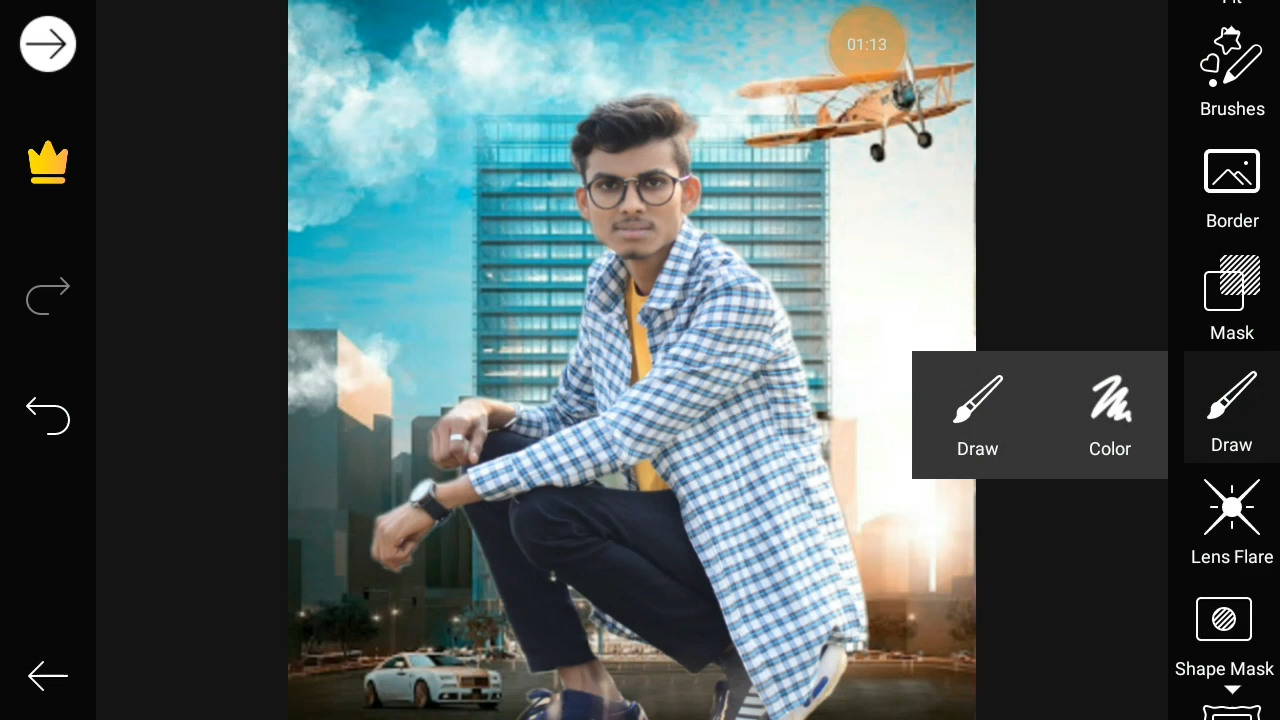 01:13
Brushes
Border
Mask
Draw
Color
Draw
Lens Flare
Shape Mask